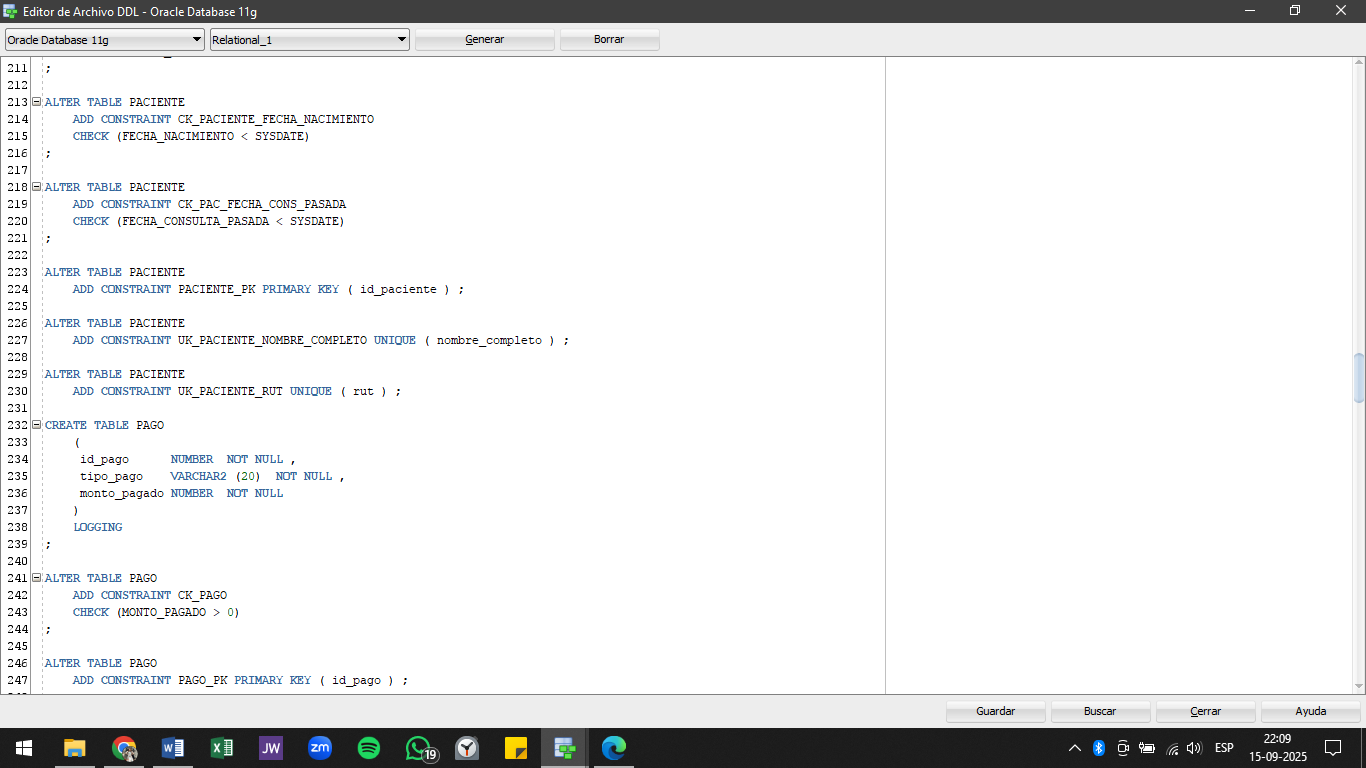 Editor de Archivo DDL - Oracle Database 11g
Oracle Database 11g Relational_1 Generar Borrar
211 ;
212
213 ALTER TABLE PACIENTE
214 ADD CONSTRAINT CK_PACIENTE_FECHA_NACIMIENTO
215 CHECK (FECHA_NACIMIENTO < SYSDATE)
216 ;
217
218 ALTER TABLE PACIENTE
219 ADD CONSTRAINT CK_PAC_FECHA_CONS_PASADA
220 CHECK (FECHA_CONSULTA_PASADA < SYSDATE)
221 ;
222
223 ALTER TABLE PACIENTE
224 ADD CONSTRAINT PACIENTE_PK PRIMARY KEY ( id_paciente ) ;
225
226 ALTER TABLE PACIENTE
227 ADD CONSTRAINT UK_PACIENTE_NOMBRE_COMPLETO UNIQUE ( nombre_completo ) ;
228
229 ALTER TABLE PACIENTE
230 ADD CONSTRAINT UK_PACIENTE_RUT UNIQUE ( rut ) ;
231
232 CREATE TABLE PAGO
233 (
234 id_pago NUMBER NOT NULL ,
235 tipo_pago VARCHAR2 (20) NOT NULL ,
236 monto_pagado NUMBER NOT NULL
237 )
238 LOGGING
239 ;
240
241 ALTER TABLE PAGO
242 ADD CONSTRAINT CK_PAGO
243 CHECK (MONTO_PAGADO > 0)
244 ;
245
246 ALTER TABLE PAGO
247 ADD CONSTRAINT PAGO_PK PRIMARY KEY ( id_pago ) ;
Guardar Buscar Cerrar Ayuda
JW zm 19 ESP 22:09
15-09-2025